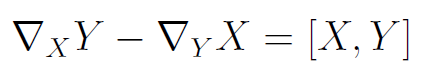 ∇_X Y − ∇_Y X = [X, Y]